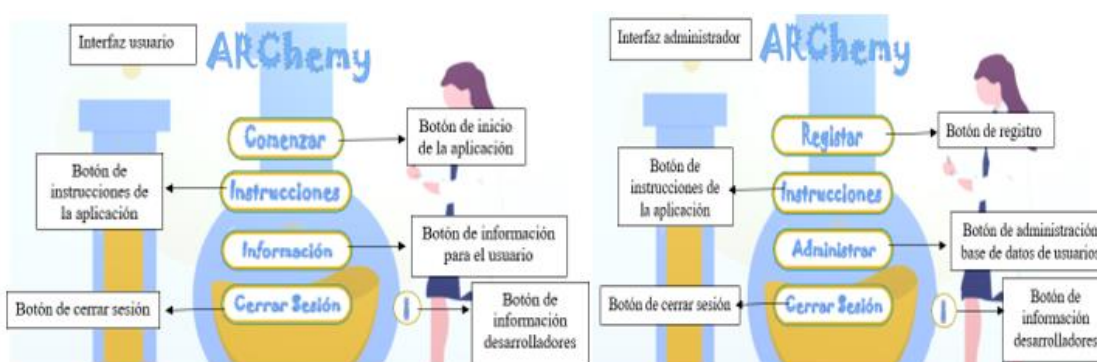 Interfaz usuario
ARChemy
Comenzar
Botón de inicio
de la aplicación
Botón de
instrucciones de
la aplicación
Instrucciones
Información
Botón de información
para el usuario
Botón de cerrar sesión
Cerrar Sesión
I
Botón de
información
desarrolladores
Interfaz administrador
ARChemy
Registar
Botón de registro
Botón de
instrucciones de
la aplicación
Instrucciones
Administrar
Botón de administración
base de datos de usuarios
Botón de cerrar sesión
Cerrar Sesión
I
Botón de
información
desarrolladores